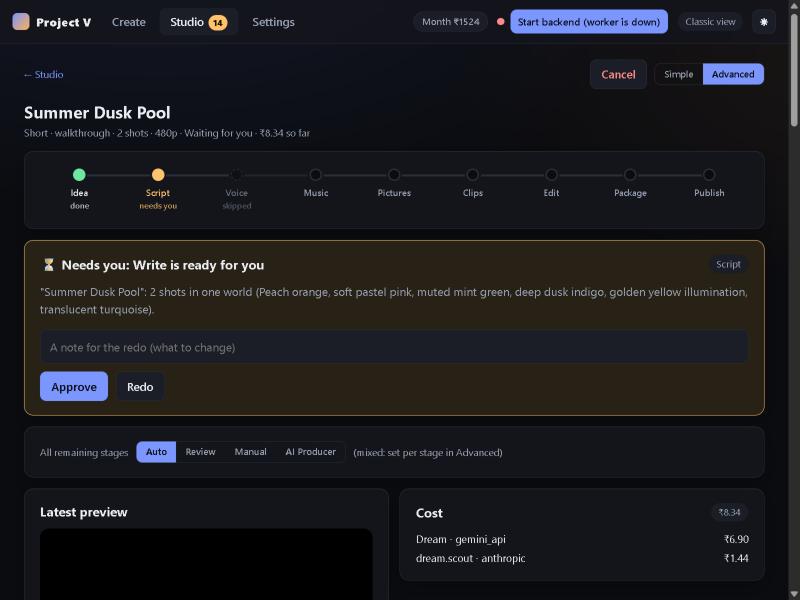 Project V Create Studio 14 Settings Month ₹1524 Start backend (worker is down) Classic view
← Studio Cancel Simple Advanced
Summer Dusk Pool
Short · walkthrough · 2 shots · 480p · Waiting for you · ₹8.34 so far
Idea Script Voice Music Pictures Clips Edit Package Publish
done needs you skipped
⏳ Needs you: Write is ready for you Script
"Summer Dusk Pool": 2 shots in one world (Peach orange, soft pastel pink, muted mint green, deep dusk indigo, golden yellow illumination,
translucent turquoise).
A note for the redo (what to change)
Approve Redo
All remaining stages Auto Review Manual AI Producer (mixed: set per stage in Advanced)
Latest preview Cost ₹8.34
Dream · gemini_api ₹6.90
dream.scout · anthropic ₹1.44